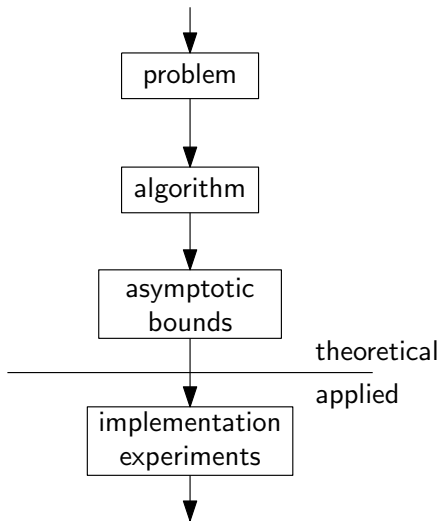 problem
algorithm
asymptotic
bounds
theoretical
applied
implementation
experiments